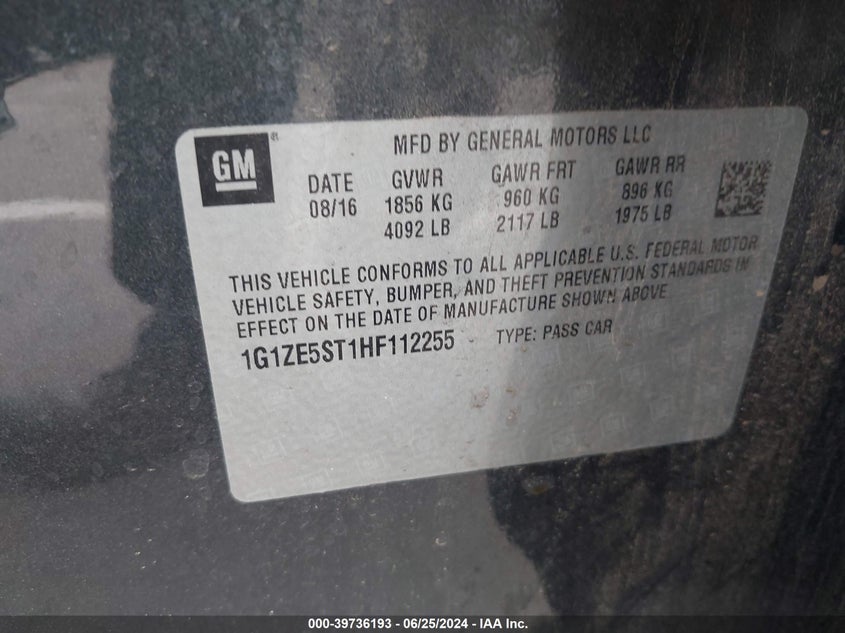 GM
MFD BY GENERAL MOTORS LLC
DATE GVWR GAWR FRT GAWR RR
08/16 1856 KG 960 KG 896 KG
4092 LB 2117 LB 1975 LB
THIS VEHICLE CONFORMS TO ALL APPLICABLE U.S. FEDERAL MOTOR
VEHICLE SAFETY, BUMPER, AND THEFT PREVENTION STANDARDS IN
EFFECT ON THE DATE OF MANUFACTURE SHOWN ABOVE
1G1ZE5ST1HF112255 TYPE: PASS CAR
000-39736193 - 06/25/2024 - IAA Inc.